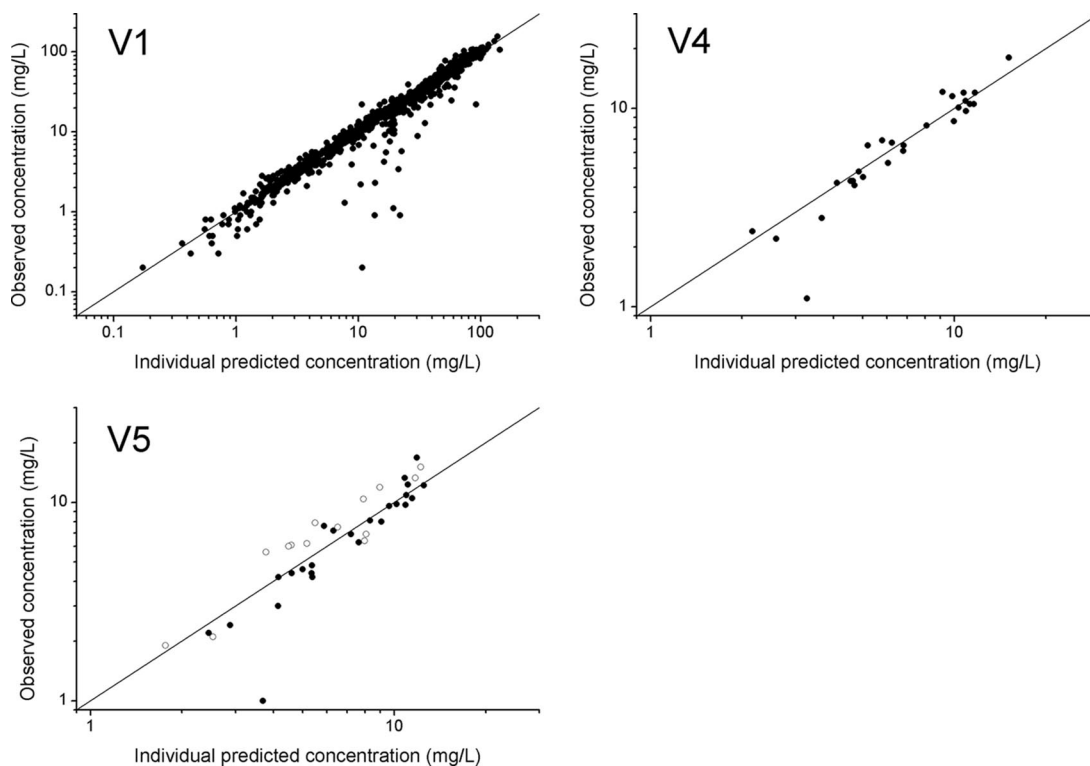 V1
Observed concentration (mg/L)
100
10
1
0.1
0.1 1 10 100
Individual predicted concentration (mg/L)
V4
Observed concentration (mg/L)
10
1
1 10
Individual predicted concentration (mg/L)
V5
Observed concentration (mg/L)
10
1
1 10
Individual predicted concentration (mg/L)